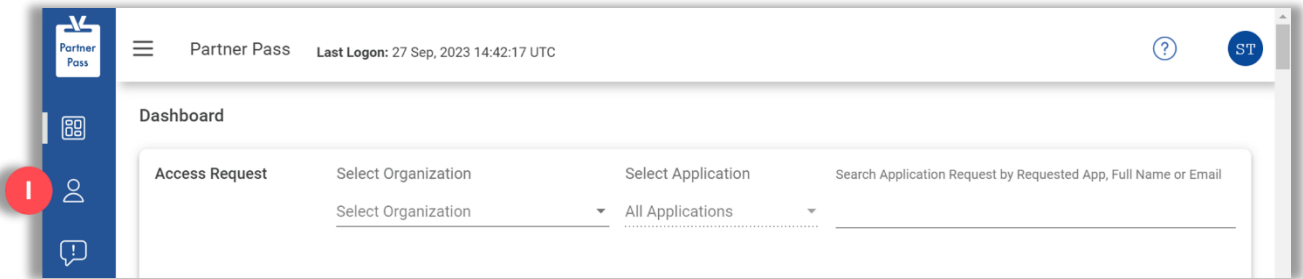 Partner
Pass
Partner Pass Last Logon: 27 Sep, 2023 14:42:17 UTC
?
ST
Dashboard
Access Request
Select Organization
Select Application
Search Application Request by Requested App, Full Name or Email
Select Organization
All Applications
I
!